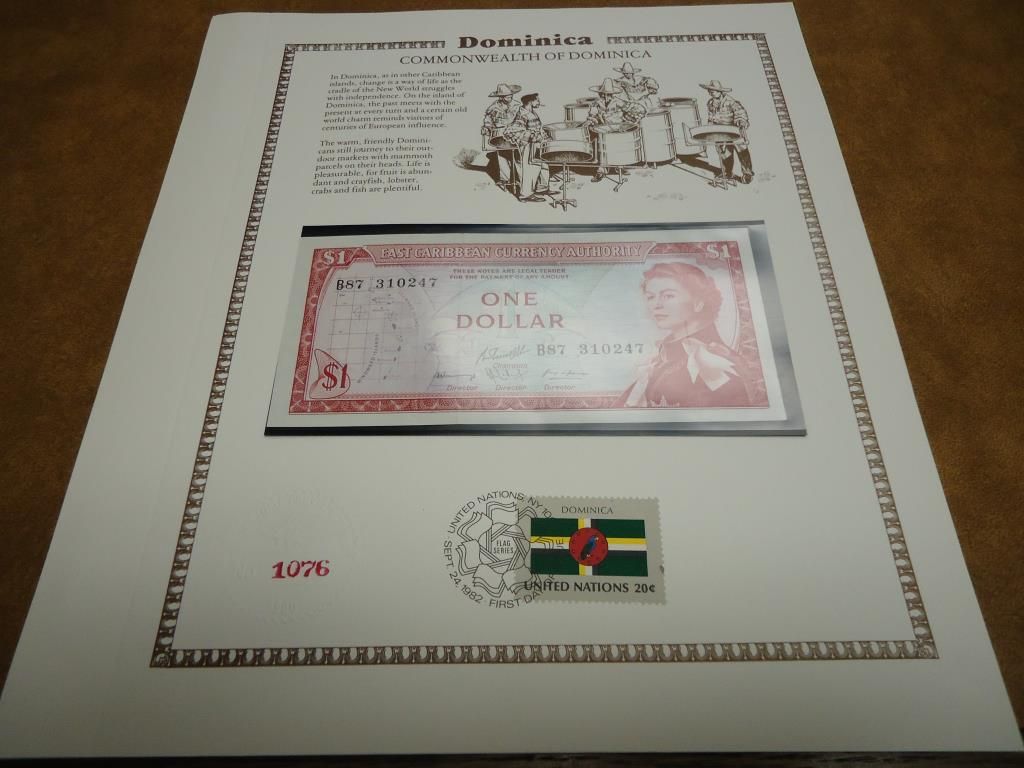 Dominica
COMMONWEALTH OF DOMINICA
In Dominica, as in other Caribbean
islands, change is a way of life as the
cradle of the New World struggles
with independence. On the island of
Dominica, the past meets with the
present at every turn and a certain old
world charm reminds visitors of
centuries of European influence.
The warm, friendly Domini-
cans still journey to their out-
door markets with mammoth
parcels on their heads. Life is
pleasurable, for fruit is abun-
dant and crayfish, lobster,
crabs and fish are plentiful.
$1 EAST CARIBBEAN CURRENCY AUTHORITY $1
THESE NOTES ARE LEGAL TENDER
FOR THE PAYMENT OF ANY AMOUNT
B87 310247
ONE
DOLLAR
B87 310247
Chairman
$1
Director Director Director
WINDWARD ISLANDS
UNITED NATIONS, NY 10
SEPT. 24, 1982 · FIRST DAY
FLAG
SERIES
DOMINICA
UNITED NATIONS 20¢
1076